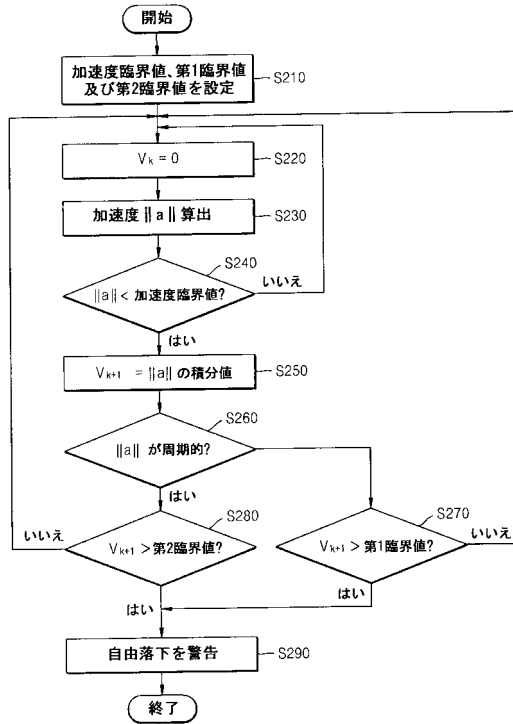 開始
加速度臨界値、第1臨界値
及び第2臨界値を設定
S210
Vk = 0
S220
加速度 ||a|| 算出
S230
S240
||a|| < 加速度臨界値?
いいえ
はい
Vk+1 = ||a|| の積分値
S250
S260
||a|| が周期的?
はい
S280
Vk+1 > 第2臨界値?
いいえ
はい
S270
Vk+1 > 第1臨界値?
いいえ
はい
自由落下を警告
S290
終了